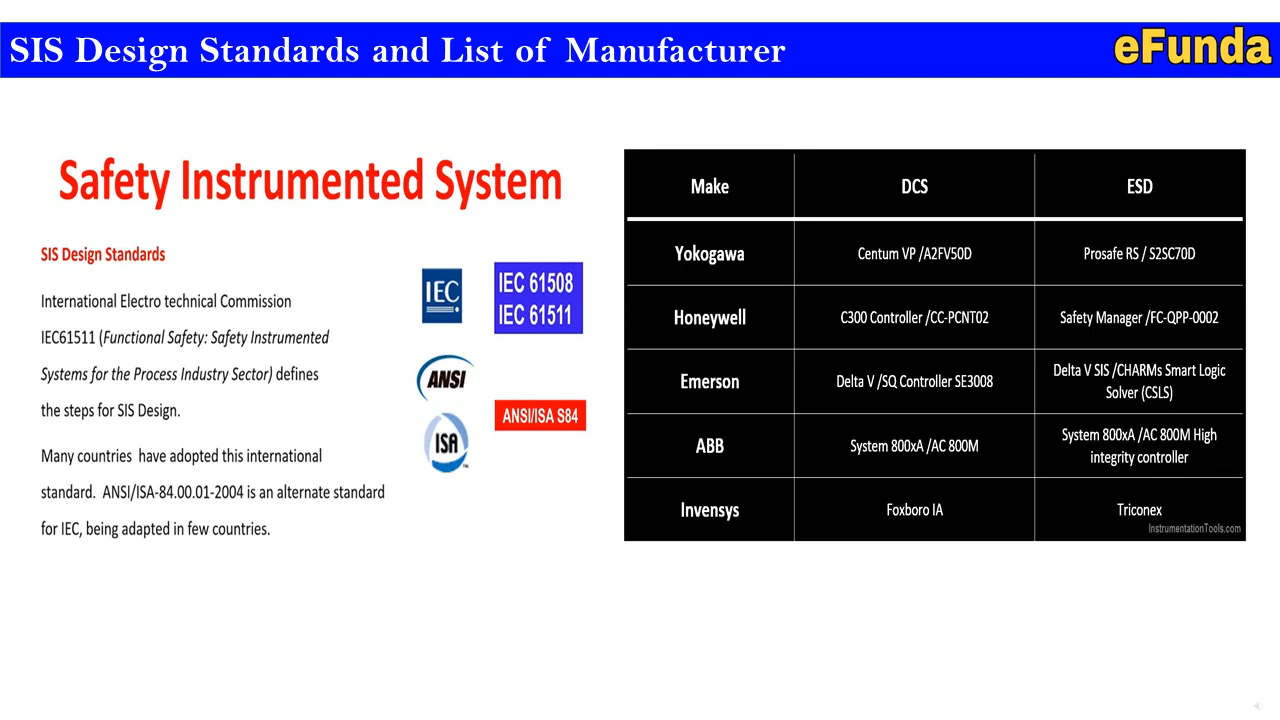 SIS Design Standards and List of Manufacturer
eFunda
Safety Instrumented System
SIS Design Standards
International Electro technical Commission
IEC61511 (Functional Safety: Safety Instrumented
Systems for the Process Industry Sector) defines
the steps for SIS Design.
Many countries have adopted this international
standard. ANSI/ISA-84.00.01-2004 is an alternate standard
for IEC, being adapted in few countries.
IEC
IEC 61508
IEC 61511
ANSI
ANSI/ISA S84
ISA
Make DCS ESD
Yokogawa Centum VP /A2FV50D Prosafe RS / S2SC70D
Honeywell C300 Controller /CC-PCNT02 Safety Manager /FC-QPP-0002
Emerson Delta V /SQ Controller SE3008 Delta V SIS /CHARMs Smart Logic
Solver (CSLS)
ABB System 800xA /AC 800M System 800xA /AC 800M High
integrity controller
Invensys Foxboro IA Triconex
InstrumentationTools.com